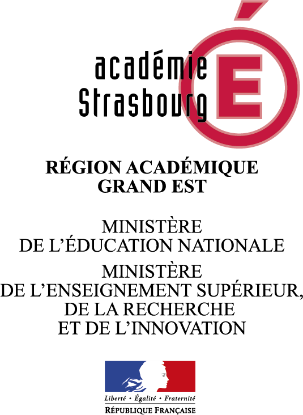 académie
Strasbourg
É
RÉGION ACADÉMIQUE
GRAND EST
MINISTÈRE
DE L'ÉDUCATION NATIONALE
MINISTÈRE
DE L'ENSEIGNEMENT SUPÉRIEUR,
DE LA RECHERCHE
ET DE L'INNOVATION
Liberté • Égalité • Fraternité
RÉPUBLIQUE FRANÇAISE